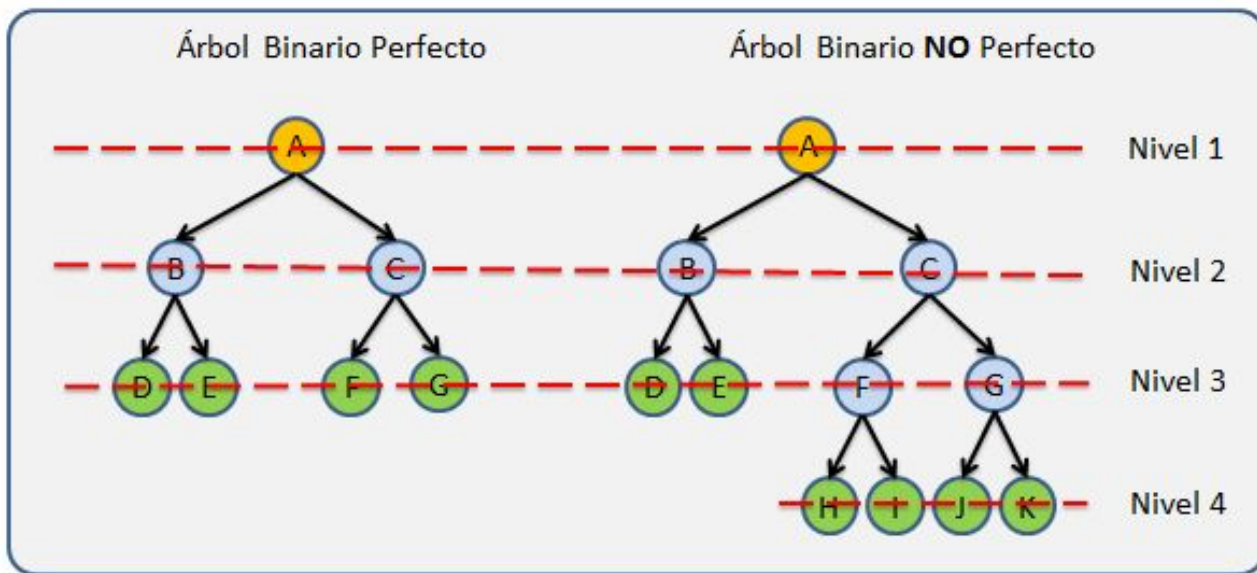 Árbol Binario Perfecto
Árbol Binario NO Perfecto
A
A
Nivel 1
B
C
B
C
Nivel 2
D
E
F
G
D
E
F
G
Nivel 3
H
I
J
K
Nivel 4